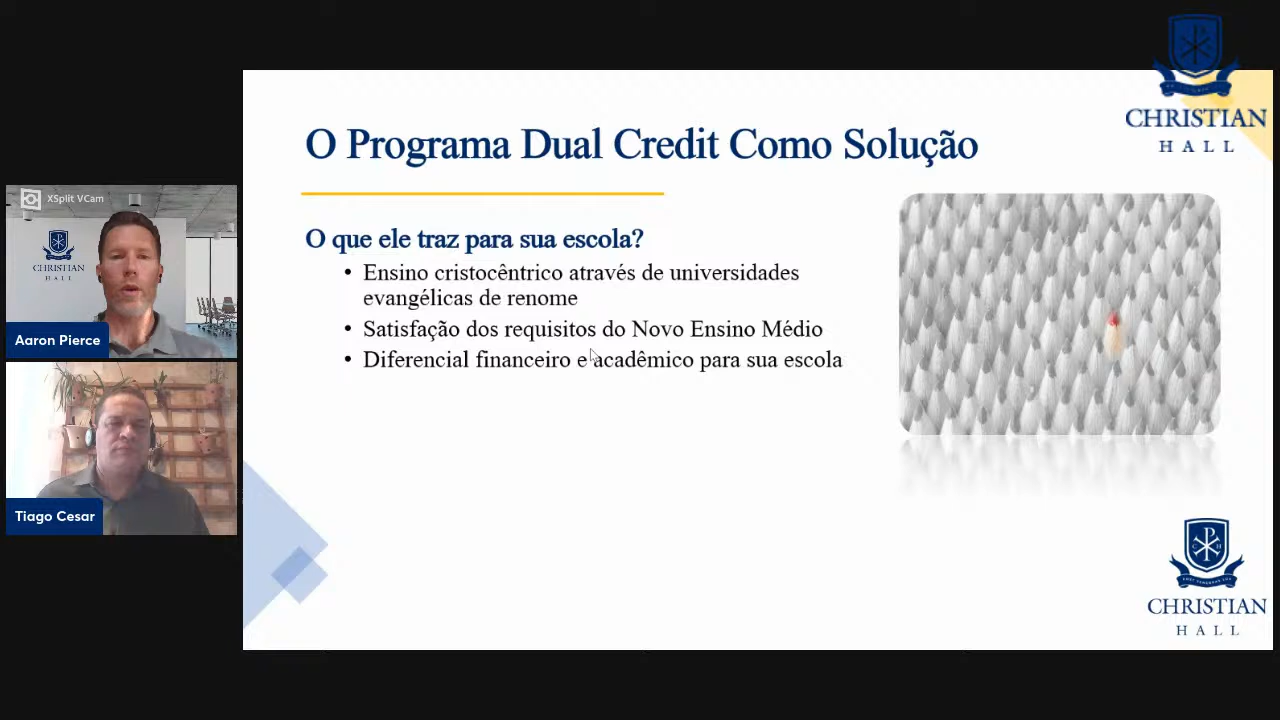 CHRISTIAN
HALL
O Programa Dual Credit Como Solução
XSplit VCam
CHRISTIAN
HALL
Aaron Pierce
Tiago Cesar
O que ele traz para sua escola?
• Ensino cristocêntrico através de universidades
evangélicas de renome
• Satisfação dos requisitos do Novo Ensino Médio
• Diferencial financeiro e acadêmico para sua escola
CHRISTIAN
HALL